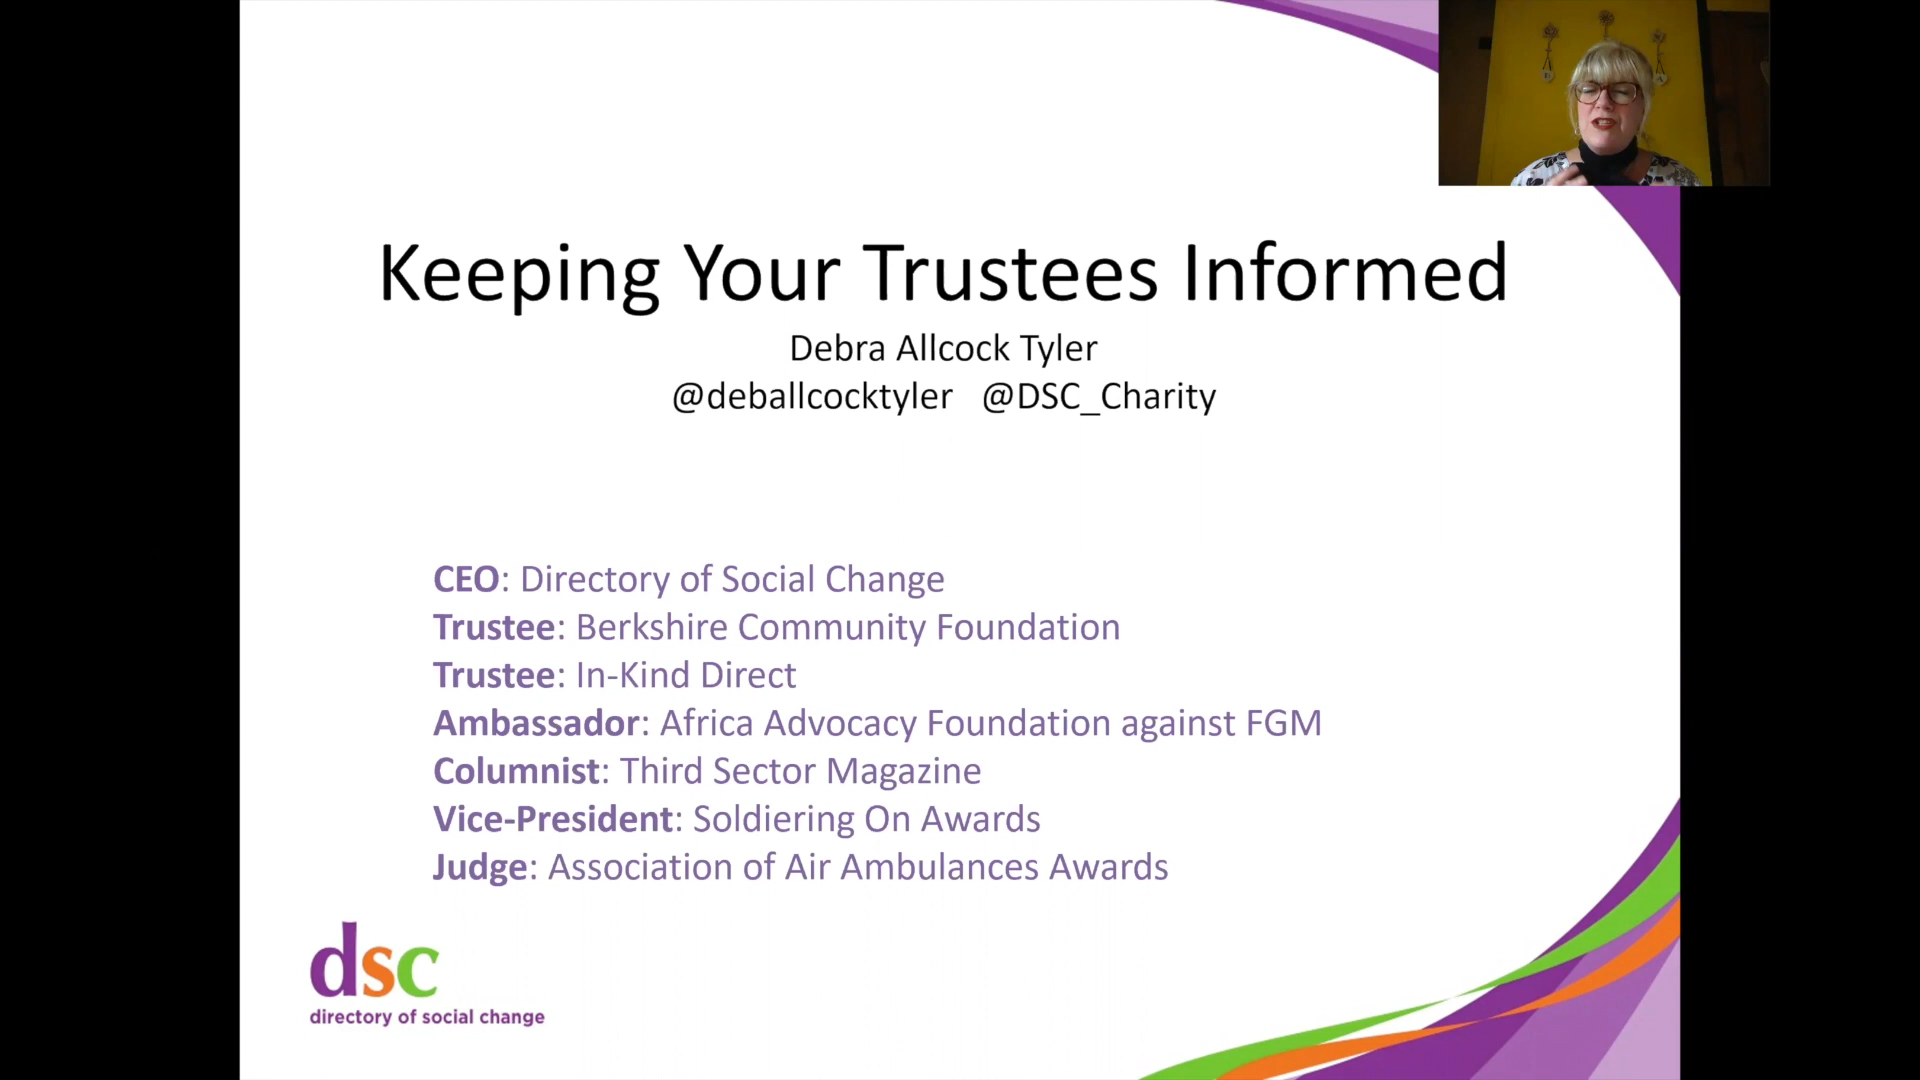 Keeping Your Trustees Informed
Debra Allcock Tyler
@deballcocktyler @DSC_Charity
CEO: Directory of Social Change
Trustee: Berkshire Community Foundation
Trustee: In-Kind Direct
Ambassador: Africa Advocacy Foundation against FGM
Columnist: Third Sector Magazine
Vice-President: Soldiering On Awards
Judge: Association of Air Ambulances Awards
dsc
directory of social change